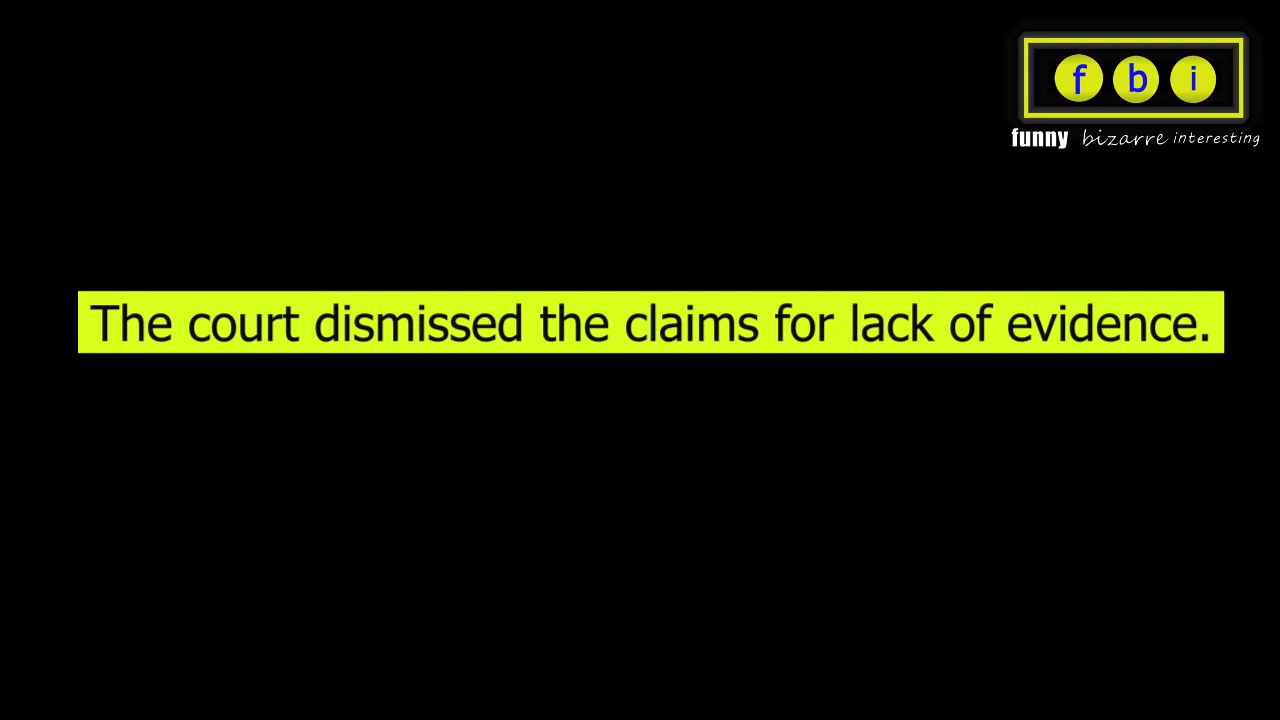 f b i
funny bizarre interesting
The court dismissed the claims for lack of evidence.